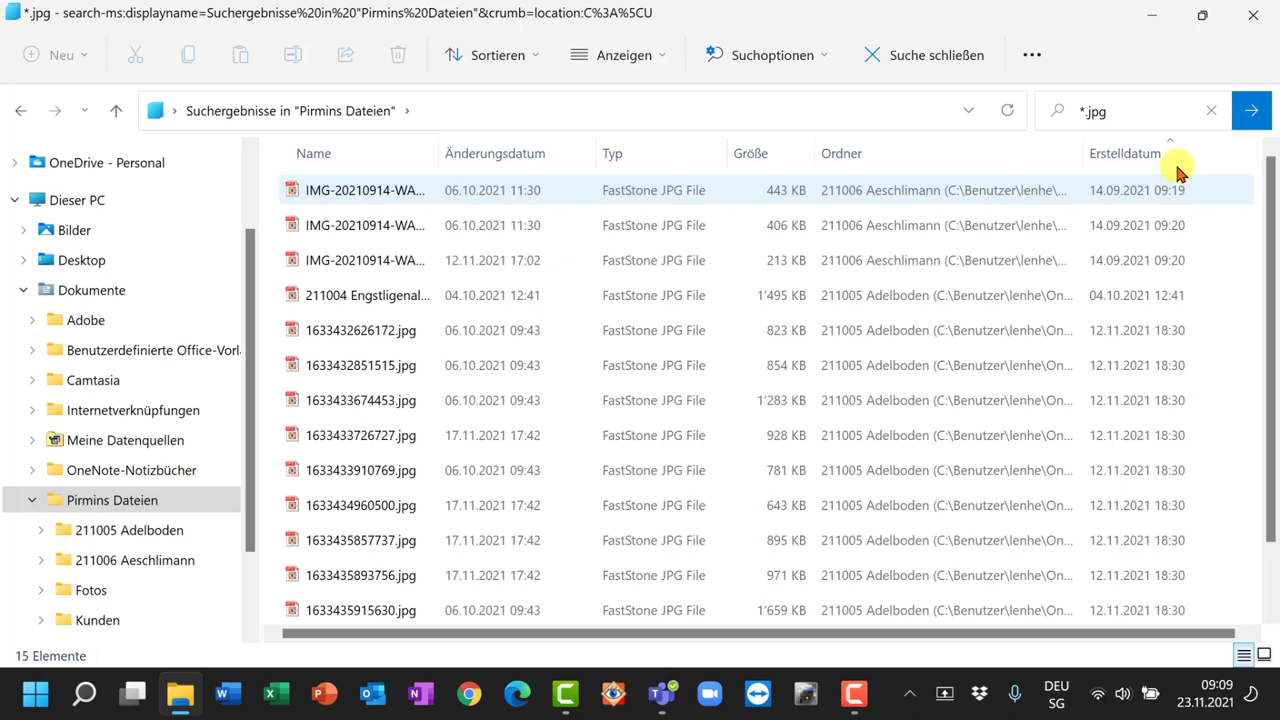 *.jpg - search-ms:displayname=Suchergebnisse%20in%20"Pirmins%20Dateien"&crumb=location:C%3A%5CU
Neu
Sortieren
Anzeigen
Suchoptionen
Suche schließen
Suchergebnisse in "Pirmins Dateien"
*.jpg
OneDrive - Personal
Dieser PC
Bilder
Desktop
Dokumente
Adobe
Benutzerdefinierte Office-Vorl
Camtasia
Internetverknüpfungen
Meine Datenquellen
OneNote-Notizbücher
Pirmins Dateien
211005 Adelboden
211006 Aeschlimann
Fotos
Kunden
Name Änderungsdatum Typ Größe Ordner Erstelldatum
IMG-20210914-WA... 06.10.2021 11:30 FastStone JPG File 443 KB 211006 Aeschlimann (C:\Benutzer\lenhe\... 14.09.2021 09:19
IMG-20210914-WA... 06.10.2021 11:30 FastStone JPG File 406 KB 211006 Aeschlimann (C:\Benutzer\lenhe\... 14.09.2021 09:20
IMG-20210914-WA... 12.11.2021 17:02 FastStone JPG File 213 KB 211006 Aeschlimann (C:\Benutzer\lenhe\... 14.09.2021 09:20
211004 Engstligenal... 04.10.2021 12:41 FastStone JPG File 1'495 KB 211005 Adelboden (C:\Benutzer\lenhe\On... 04.10.2021 12:41
1633432626172.jpg 06.10.2021 09:43 FastStone JPG File 823 KB 211005 Adelboden (C:\Benutzer\lenhe\On... 12.11.2021 18:30
1633432851515.jpg 06.10.2021 09:43 FastStone JPG File 854 KB 211005 Adelboden (C:\Benutzer\lenhe\On... 12.11.2021 18:30
1633433674453.jpg 06.10.2021 09:43 FastStone JPG File 1'283 KB 211005 Adelboden (C:\Benutzer\lenhe\On... 12.11.2021 18:30
1633433726727.jpg 17.11.2021 17:42 FastStone JPG File 928 KB 211005 Adelboden (C:\Benutzer\lenhe\On... 12.11.2021 18:30
1633433910769.jpg 06.10.2021 09:43 FastStone JPG File 781 KB 211005 Adelboden (C:\Benutzer\lenhe\On... 12.11.2021 18:30
1633434960500.jpg 17.11.2021 17:42 FastStone JPG File 643 KB 211005 Adelboden (C:\Benutzer\lenhe\On... 12.11.2021 18:30
1633435857737.jpg 17.11.2021 17:42 FastStone JPG File 895 KB 211005 Adelboden (C:\Benutzer\lenhe\On... 12.11.2021 18:30
1633435893756.jpg 17.11.2021 17:42 FastStone JPG File 971 KB 211005 Adelboden (C:\Benutzer\lenhe\On... 12.11.2021 18:30
1633435915630.jpg 06.10.2021 09:43 FastStone JPG File 1'659 KB 211005 Adelboden (C:\Benutzer\lenhe\On... 12.11.2021 18:30
15 Elemente
DEU
SG
09:09
23.11.2021